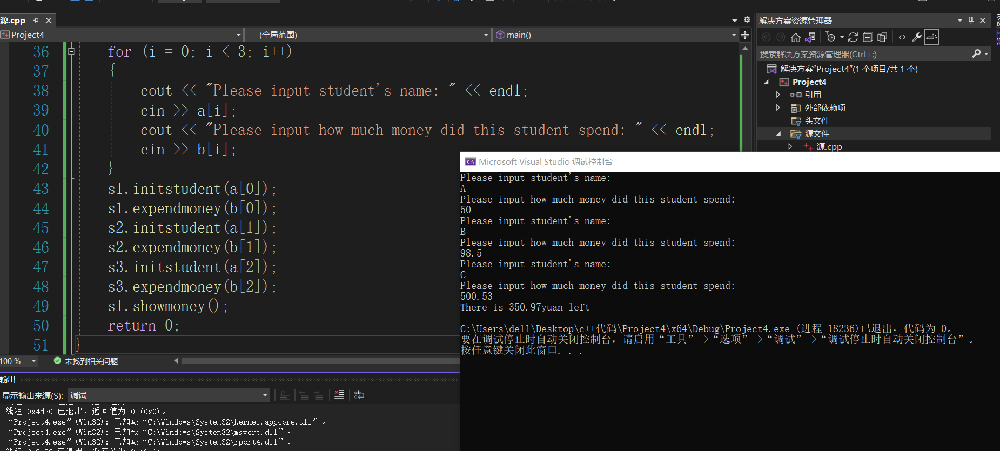 源.cpp
Project4
(全局范围)
main()
36 for (i = 0; i < 3; i++)
37 {
38 cout << "Please input student's name: " << endl;
39 cin >> a[i];
40 cout << "Please input how much money did this student spend: " << endl;
41 cin >> b[i];
42 }
43 s1.initstudent(a[0]);
44 s1.expendmoney(b[0]);
45 s2.initstudent(a[1]);
46 s2.expendmoney(b[1]);
47 s3.initstudent(a[2]);
48 s3.expendmoney(b[2]);
49 s1.showmoney();
50 return 0;
51 }
100 %
未找到相关问题
输出
显示输出来源(S): 调试
线程 0x4d20 已退出，返回值为 0 (0x0)。
“Project4.exe”(Win32): 已加载“C:\Windows\System32\kernel.appcore.dll”。
“Project4.exe”(Win32): 已加载“C:\Windows\System32\msvcrt.dll”。
“Project4.exe”(Win32): 已加载“C:\Windows\System32\rpcrt4.dll”。
解决方案资源管理器
搜索解决方案资源管理器(Ctrl+;)
解决方案"Project4"(1 个项目/共 1 个)
Project4
引用
外部依赖项
头文件
源文件
源.cpp
Microsoft Visual Studio 调试控制台
Please input student's name:
A
Please input how much money did this student spend:
50
Please input student's name:
B
Please input how much money did this student spend:
98.5
Please input student's name:
C
Please input how much money did this student spend:
500.53
There is 350.97yuan left
C:\Users\dell\Desktop\c++代码\Project4\x64\Debug\Project4.exe (进程 18236)已退出，代码为 0。
要在调试停止时自动关闭控制台，请启用“工具”->“选项”->“调试”->“调试停止时自动关闭控制台”。
按任意键关闭此窗口. . .